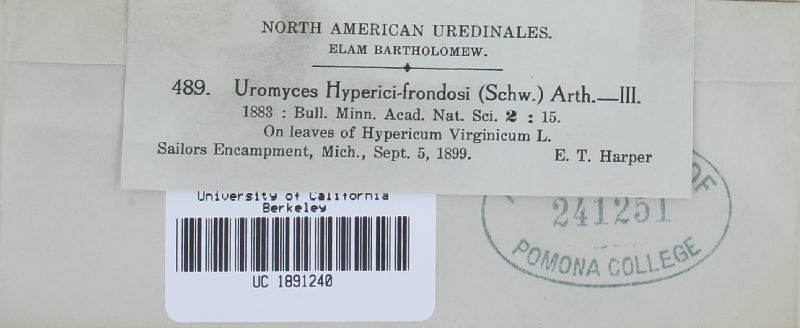 NORTH AMERICAN UREDINALES.
ELAM BARTHOLOMEW.
489. Uromyces Hyperici-frondosi (Schw.) Arth.—III.
1883 : Bull. Minn. Acad. Nat. Sci. 2 : 15.
On leaves of Hypericum Virginicum L.
Sailors Encampment, Mich., Sept. 5, 1899. E. T. Harper
University of California
Berkeley
UC 1891240
OF
241251
POMONA COLLEGE